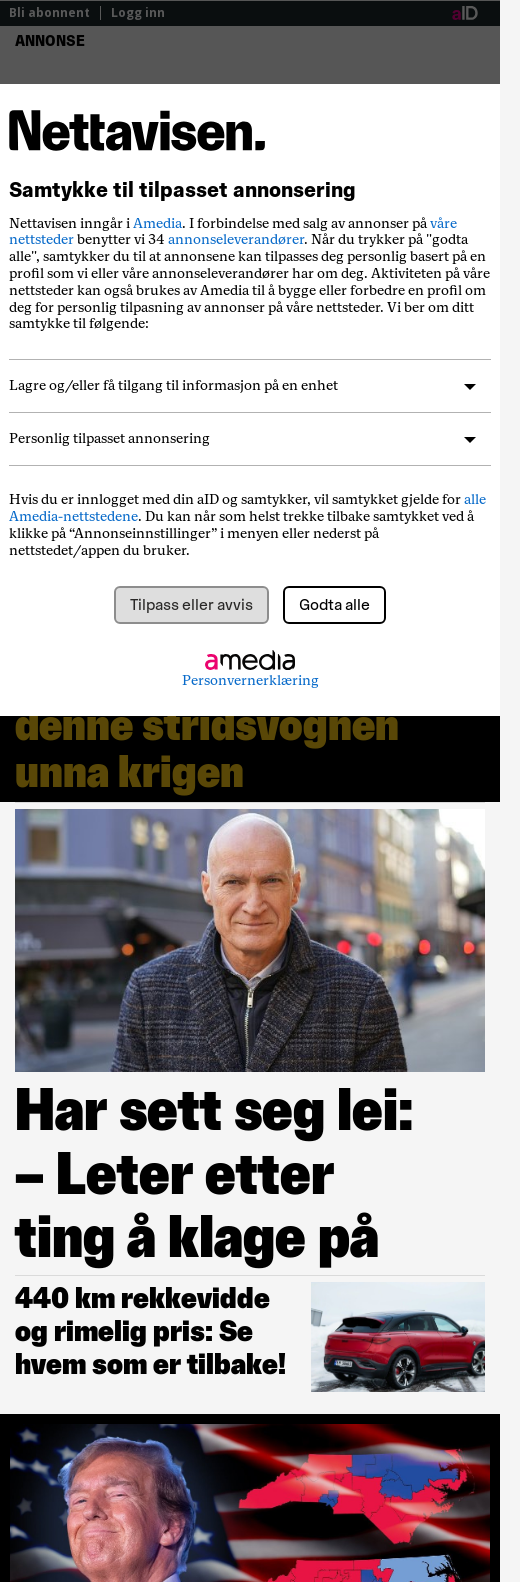 Bli abonnent | Logg inn aID
ANNONSE
Nettavisen.
Samtykke til tilpasset annonsering
Nettavisen inngår i Amedia. I forbindelse med salg av annonser på våre
nettsteder benytter vi 34 annonseleverandører. Når du trykker på "godta
alle", samtykker du til at annonsene kan tilpasses deg personlig basert på en
profil som vi eller våre annonseleverandører har om deg. Aktiviteten på våre
nettsteder kan også brukes av Amedia til å bygge eller forbedre en profil om
deg for personlig tilpasning av annonser på våre nettsteder. Vi ber om ditt
samtykke til følgende:
Lagre og/eller få tilgang til informasjon på en enhet
Personlig tilpasset annonsering
Hvis du er innlogget med din aID og samtykker, vil samtykket gjelde for alle
Amedia-nettstedene. Du kan når som helst trekke tilbake samtykket ved å
klikke på “Annonseinnstillinger” i menyen eller nederst på
nettstedet/appen du bruker.
Tilpass eller avvis Godta alle
amedia
Personvernerklæring
denne stridsvognen
unna krigen
Har sett seg lei:
– Leter etter
ting å klage på
440 km rekkevidde
og rimelig pris: Se
hvem som er tilbake!